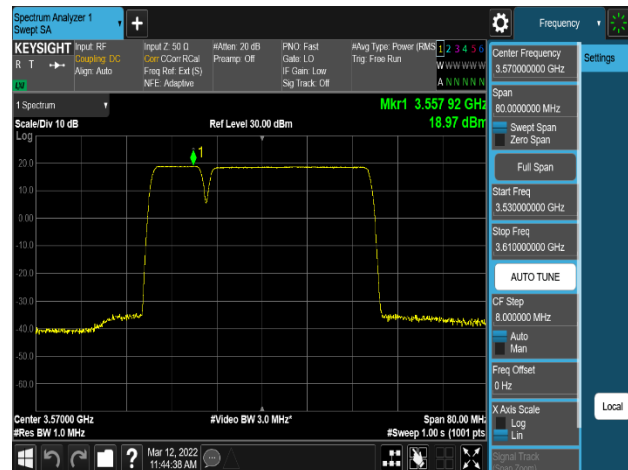 Spectrum Analyzer 1
Swept SA
Frequency
KEYSIGHT
R T
LXI
Input: RF
Coupling: DC
Align: Auto
Input Z: 50 Ω
Corr CCorr RCal
Freq Ref: Ext (S)
NFE: Adaptive
#Atten: 20 dB
Preamp: Off
PNO: Fast
Gate: LO
IF Gain: Low
Sig Track: Off
#Avg Type: Power (RMS
Trig: Free Run
1 2 3 4 5 6
W W W W W W
A N N N N N
Center Frequency
3.570000000 GHz
Settings
Span
80.0000000 MHz
Swept Span
Zero Span
Full Span
Start Freq
3.530000000 GHz
Stop Freq
3.610000000 GHz
AUTO TUNE
CF Step
8.000000 MHz
Auto
Man
Freq Offset
0 Hz
X Axis Scale
Log
Lin
Local
Signal Track
(Span Zoom)
1 Spectrum
Mkr1 3.557 92 GHz
Scale/Div 10 dB
Ref Level 30.00 dBm
18.97 dBm
Log
1
20.0
10.0
0.00
-10.0
-20.0
-30.0
-40.0
-50.0
-60.0
Center 3.57000 GHz
#Video BW 3.0 MHz*
Span 80.00 MHz
#Res BW 1.0 MHz
#Sweep 1.00 s (1001 pts
?
Mar 12, 2022
11:44:38 AM